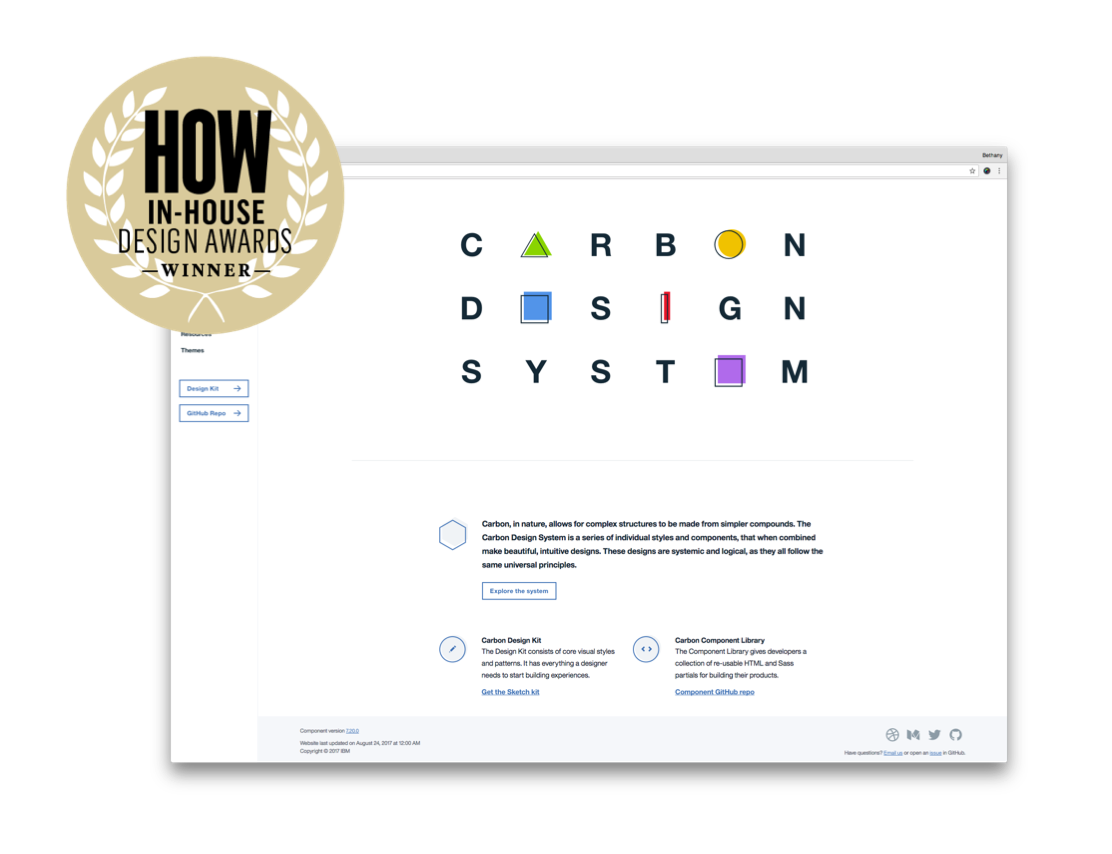 HOW
IN-HOUSE
DESIGN AWARDS
WINNER
Bethany
C R B N
D S I G N
S Y S T M
Resources
Themes
Design Kit
GitHub Repo
Carbon, in nature, allows for complex structures to be made from simpler compounds. The
Carbon Design System is a series of individual styles and components, that when combined
make beautiful, intuitive designs. These designs are systemic and logical, as they all follow the
same universal principles.
Explore the system
Carbon Design Kit
The Design Kit consists of core visual styles
and patterns. It has everything a designer
needs to start building experiences.
Get the Sketch kit
Carbon Component Library
The Component Library gives developers a
collection of re-usable HTML and Sass
partials for building their products.
Component GitHub repo
Component version 7.20.0
Website last updated on August 24, 2017 at 12:00 AM
Copyright © 2017 IBM
Have questions? Email us or open an issue in GitHub.